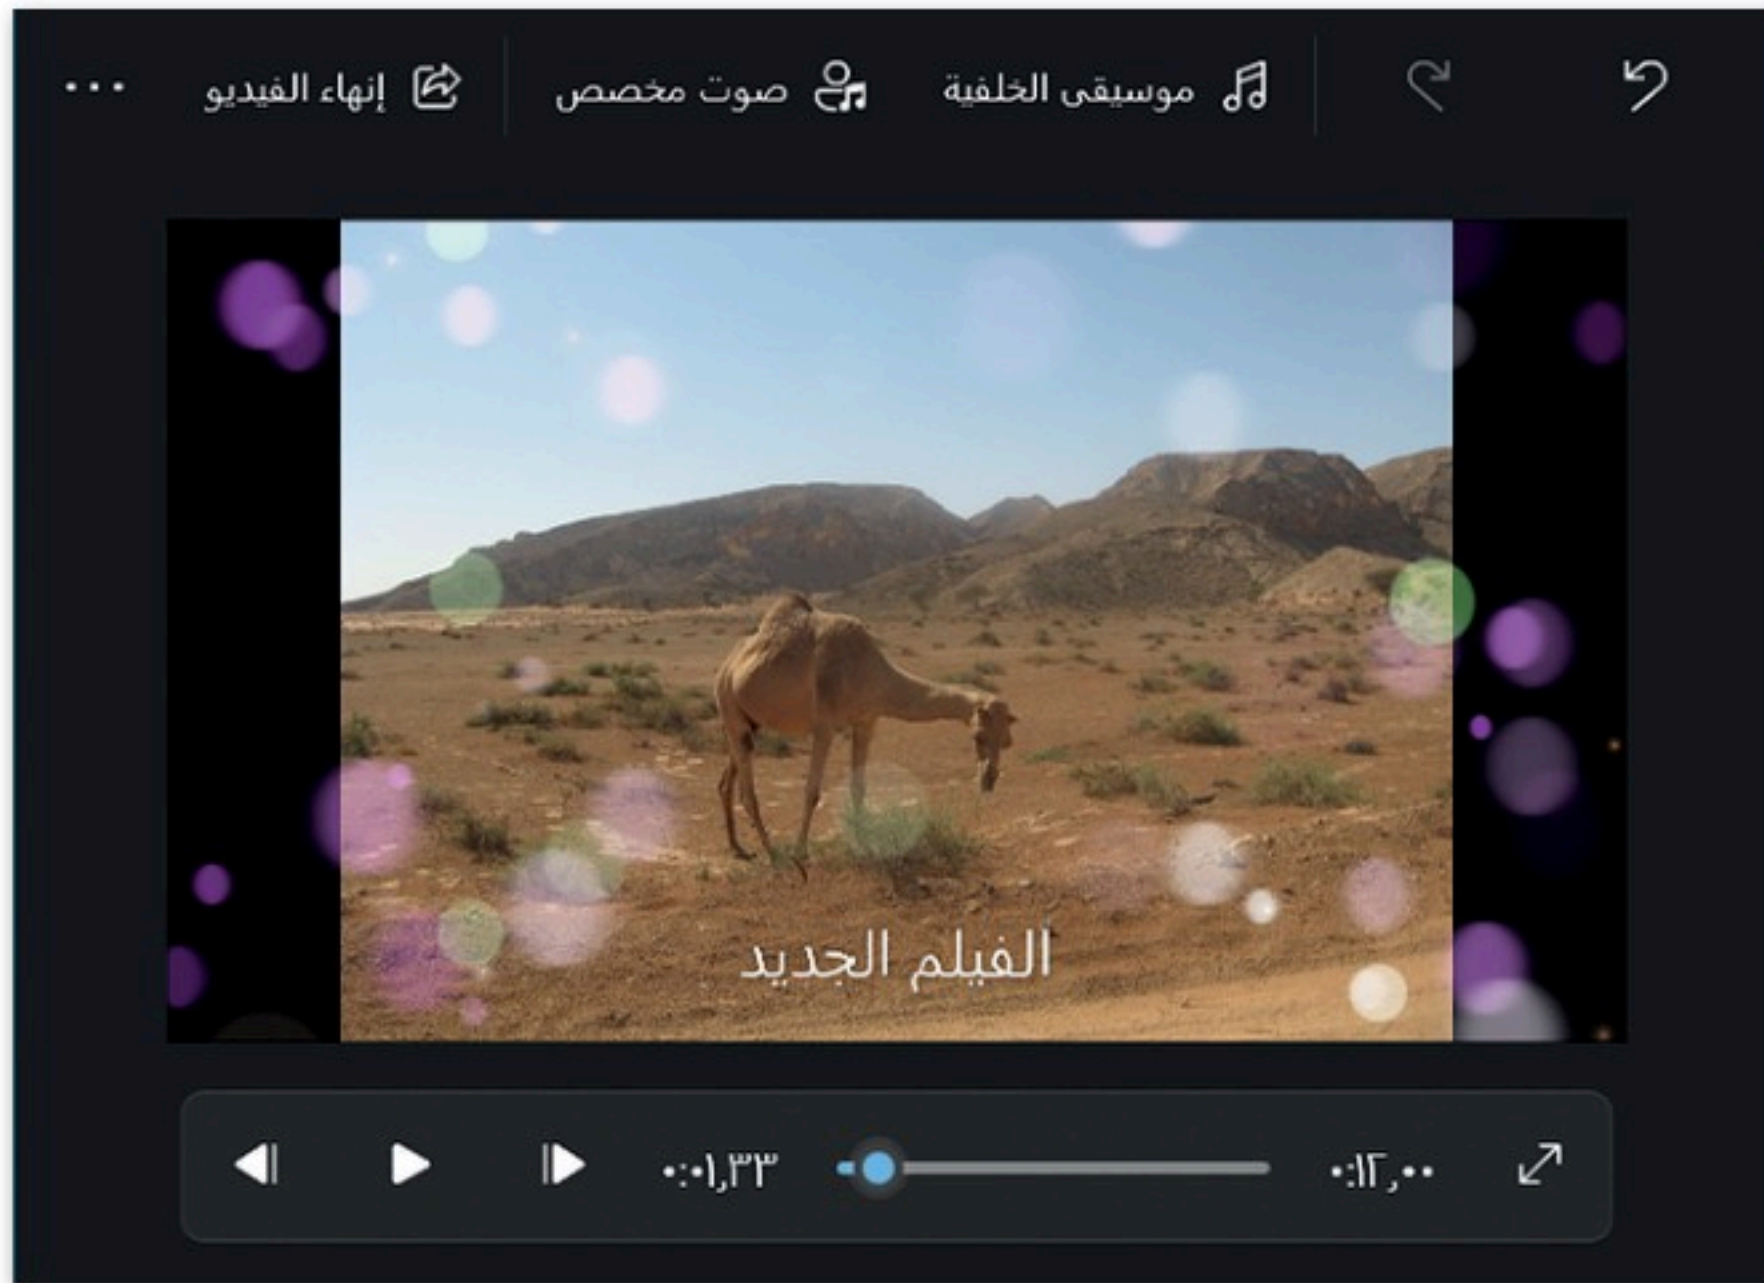 موسيقى الخلفية
صوت مخصص
إنهاء الفيديو
الفيلم الجديد
٠:٠١,٣٣
٠:١٢,٠٠